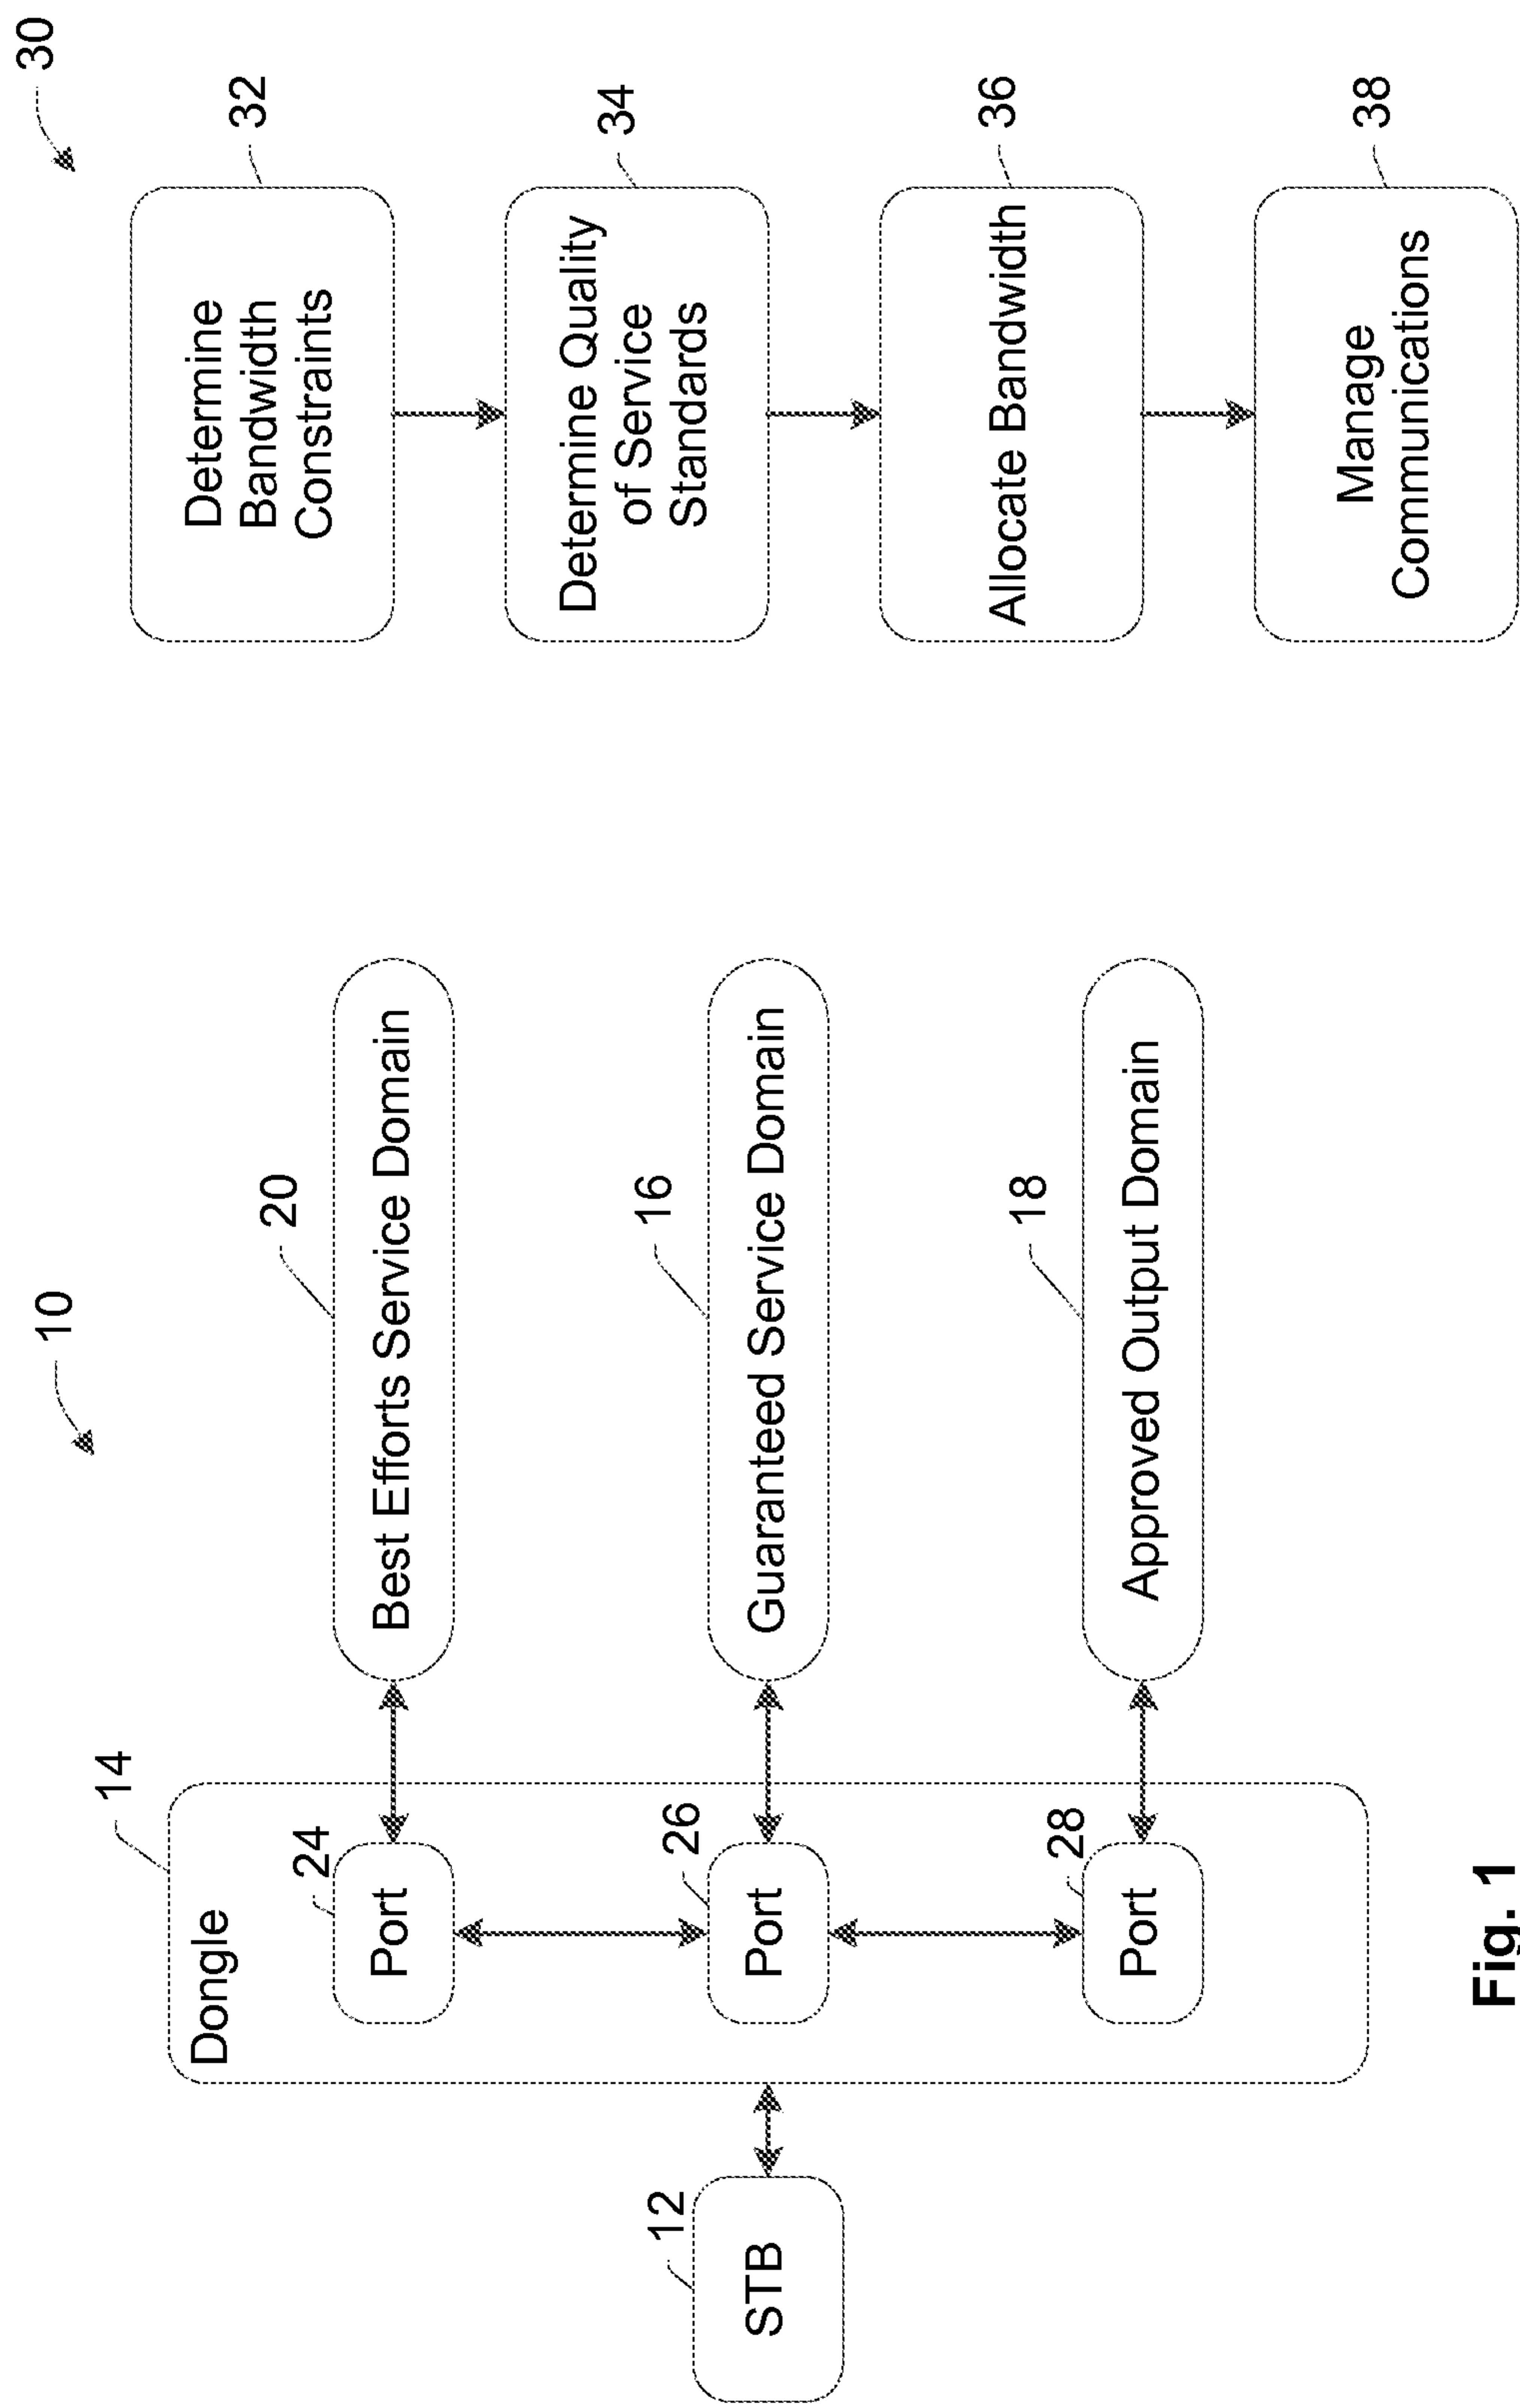 10
STB
12
Dongle
14
Port
24
Port
26
Port
28
Best Efforts Service Domain
20
Guaranteed Service Domain
16
Approved Output Domain
18
Fig. 1
30
Determine
Bandwidth
Constraints
32
Determine Quality
of Service
Standards
34
Allocate Bandwidth
36
Manage
Communications
38